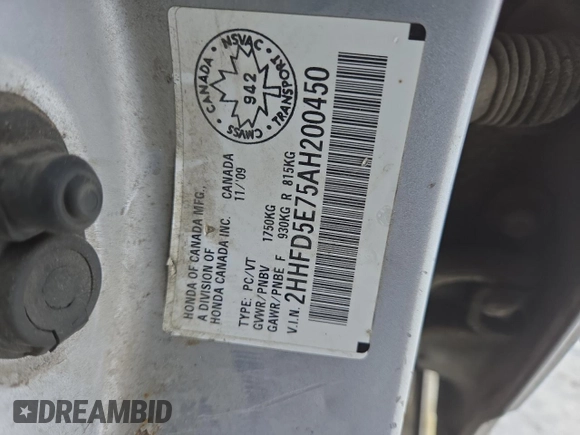 HONDA OF CANADA MFG.,
A DIVISION OF
HONDA CANADA INC. CANADA
11/'09
TYPE: PC/VT
GVWR/PNBV 1750KG
GAWR/PNBE F 930KG R 815KG
V.I.N. 2HHFD5E75AH200450
CANADA
NSVAC
942
CMVSS
TRANSPORT
DREAMBID